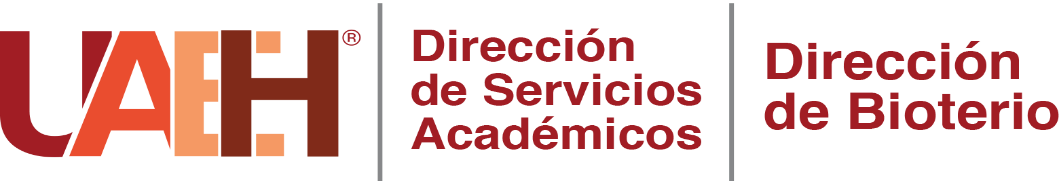 UAEH®
Dirección
de Servicios
Académicos
Dirección
de Bioterio